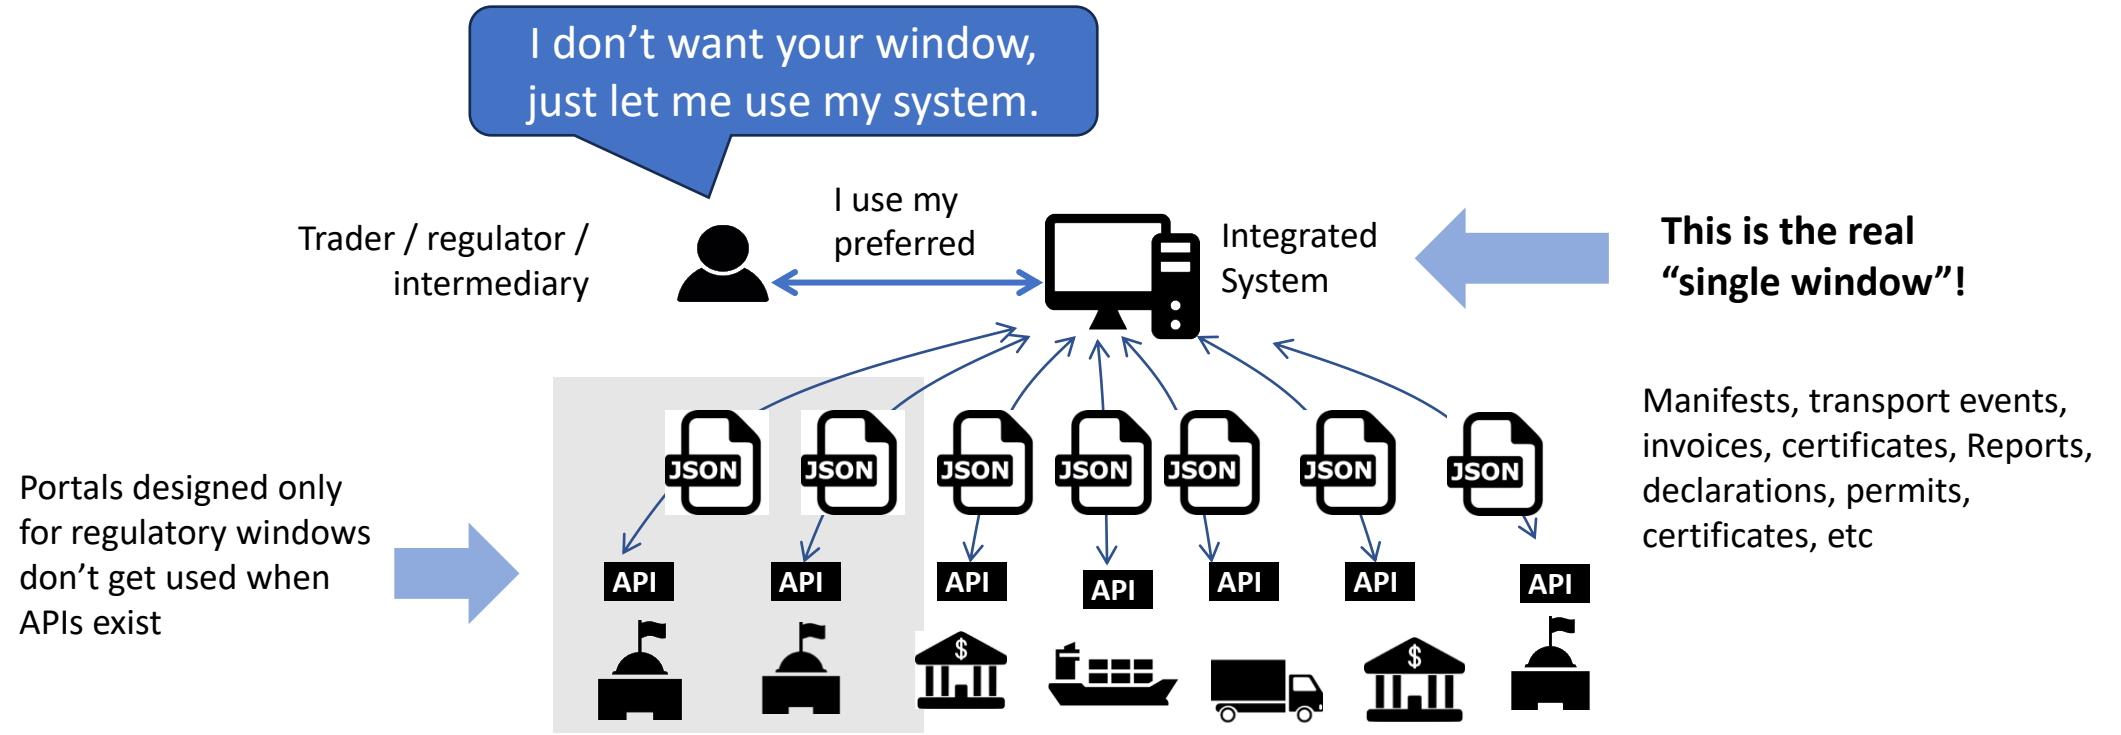 I don’t want your window,
just let me use my system.
Trader / regulator /
intermediary
I use my
preferred
Integrated
System
This is the real
“single window”!
Manifests, transport events,
invoices, certificates, Reports,
declarations, permits,
certificates, etc
Portals designed only
for regulatory windows
don’t get used when
APIs exist
JSON
JSON
JSON
JSON
JSON
JSON
JSON
API
API
API
API
API
API
API
$
$